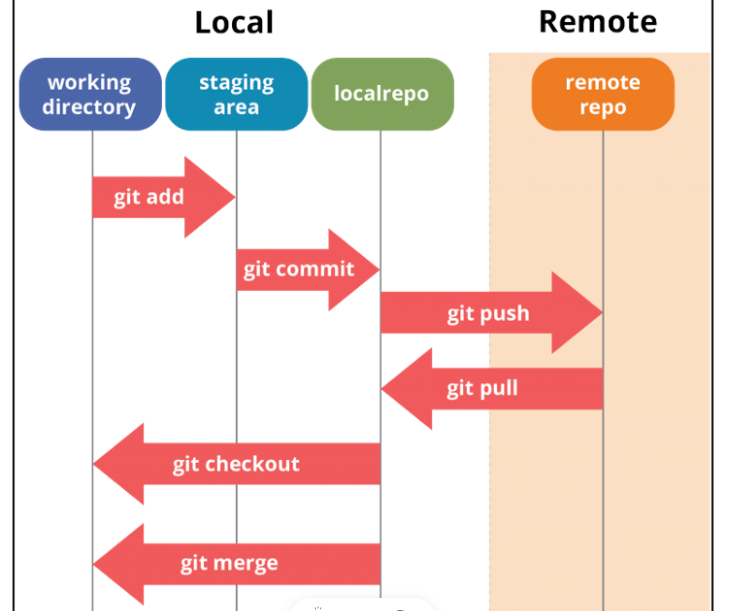 Local
Remote
working
directory
staging
area
localrepo
remote
repo
git add
git commit
git push
git pull
git checkout
git merge